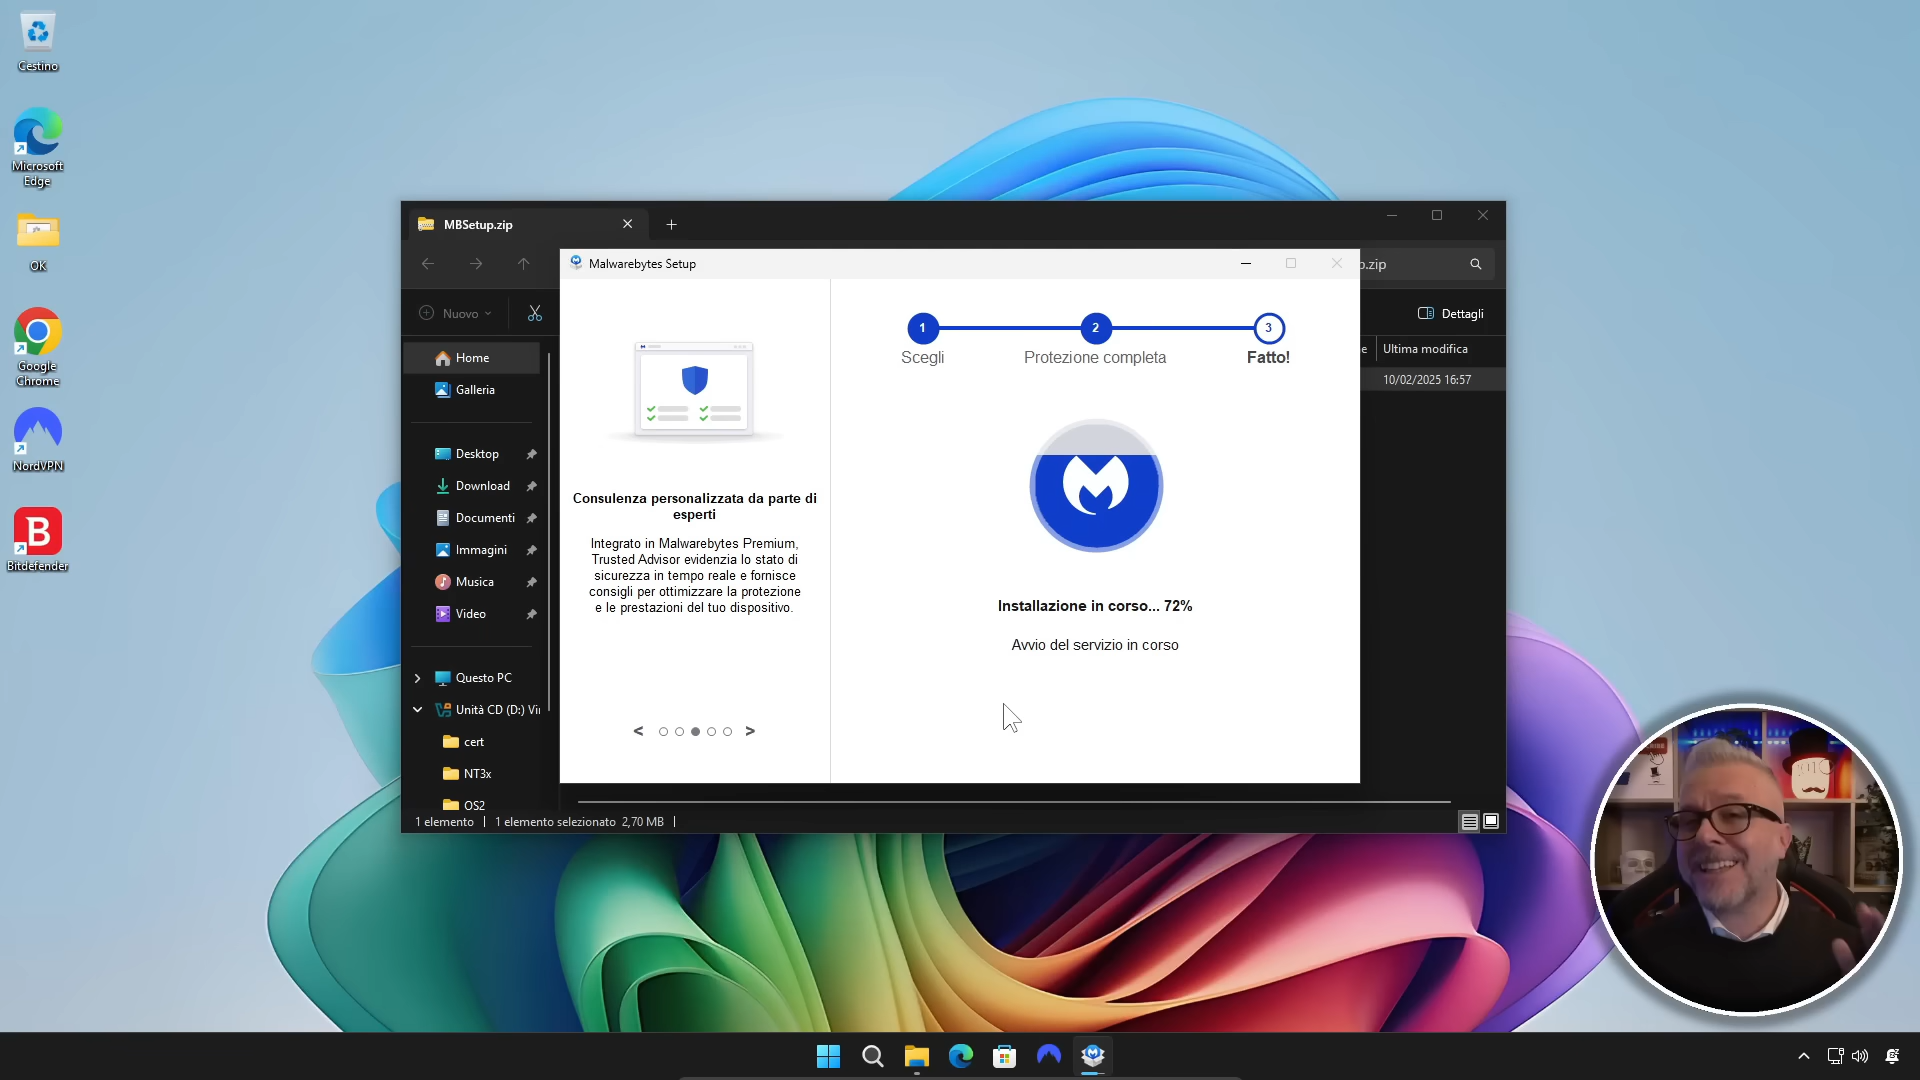 Cestino
Microsoft
Edge
OK
Google
Chrome
NordVPN
Bitdefender
MBSetup.zip
p.zip
Nuovo
Dettagli
Home
Galleria
Desktop
Download
Documenti
Immagini
Musica
Video
Questo PC
Unità CD (D:) Vi
cert
NT3x
OS2
e
Ultima modifica
10/02/2025 16:57
1 elemento
1 elemento selezionato 2,70 MB
Malwarebytes Setup
Consulenza personalizzata da parte di
esperti
Integrato in Malwarebytes Premium,
Trusted Advisor evidenzia lo stato di
sicurezza in tempo reale e fornisce
consigli per ottimizzare la protezione
e le prestazioni del tuo dispositivo.
< >
1 2 3
Scegli Protezione completa Fatto!
Installazione in corso... 72%
Avvio del servizio in corso